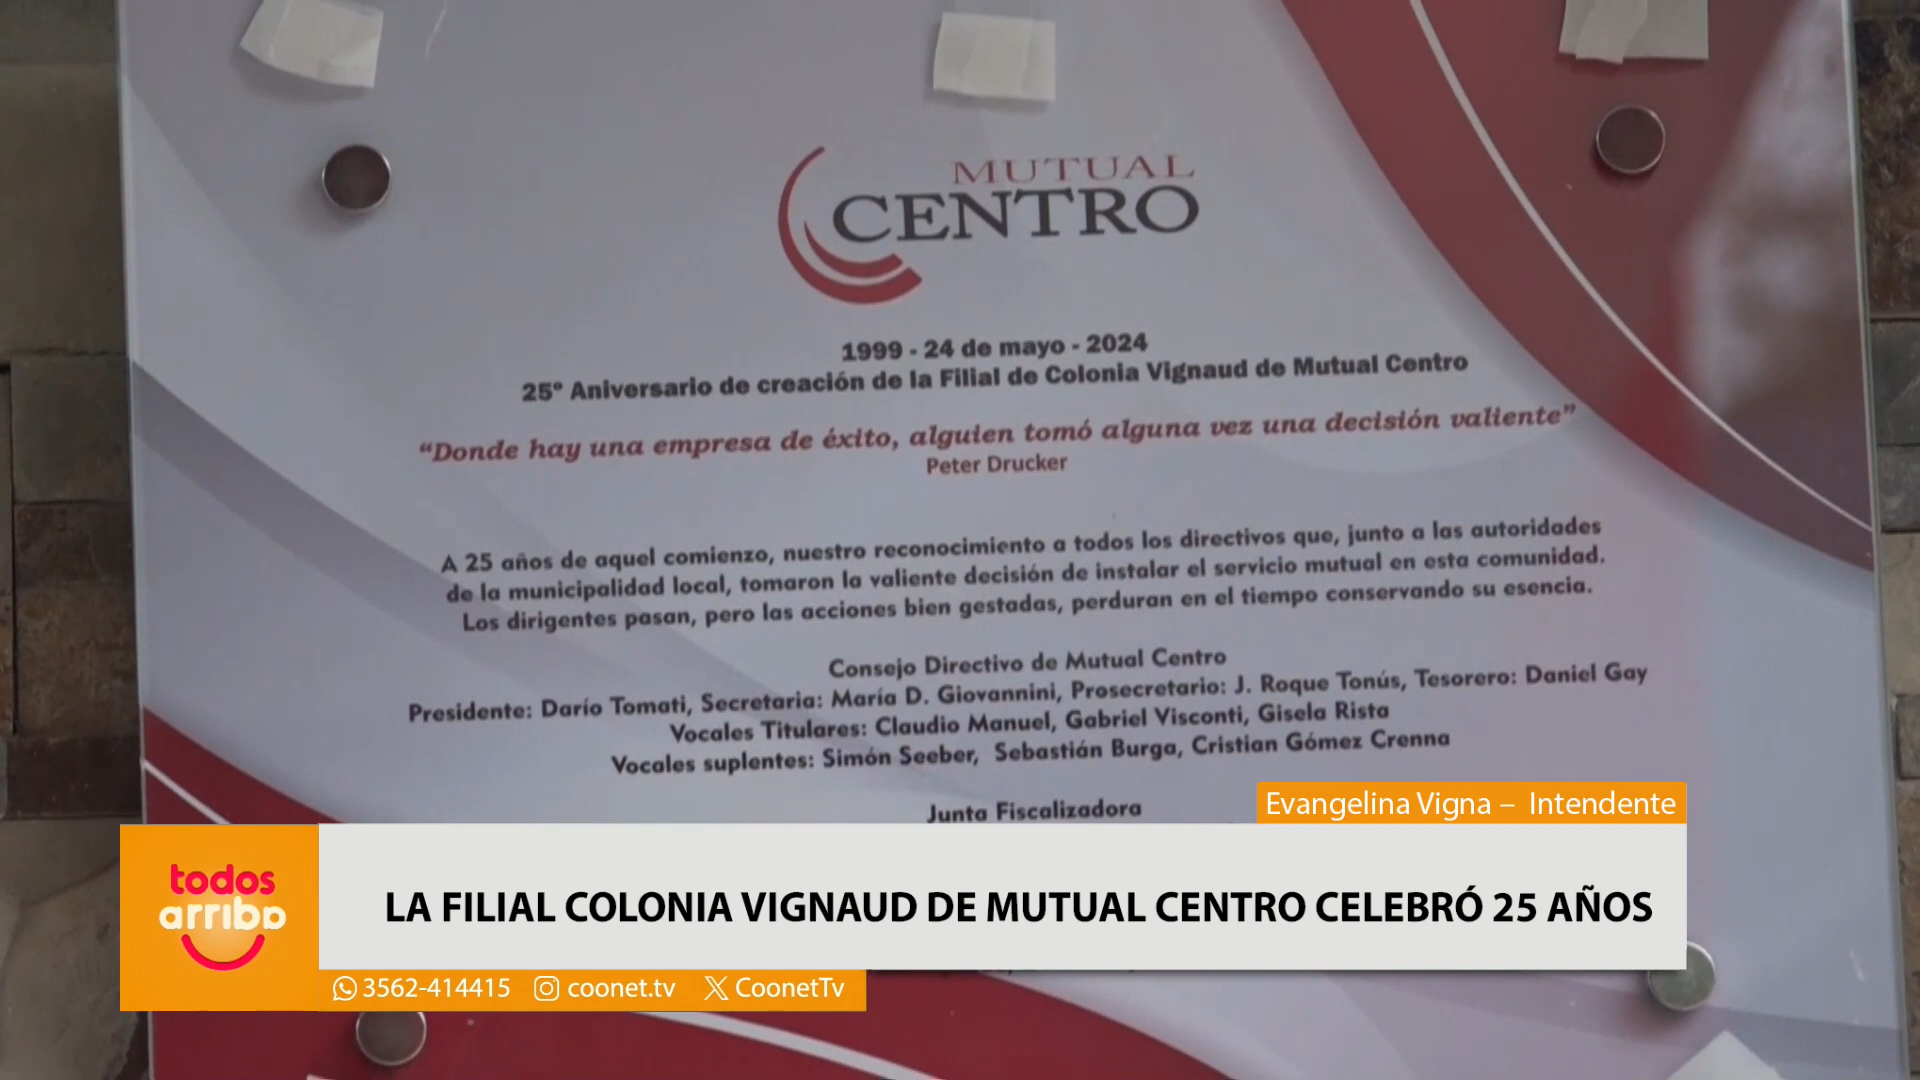 MUTUAL
CENTRO
1999 - 24 de mayo - 2024
25º Aniversario de creación de la Filial de Colonia Vignaud de Mutual Centro
“Donde hay una empresa de éxito, alguien tomó alguna vez una decisión valiente”
Peter Drucker
A 25 años de aquel comienzo, nuestro reconocimiento a todos los directivos que, junto a las autoridades
de la municipalidad local, tomaron la valiente decisión de instalar el servicio mutual en esta comunidad.
Los dirigentes pasan, pero las acciones bien gestadas, perduran en el tiempo conservando su esencia.
Consejo Directivo de Mutual Centro
Presidente: Darío Tomati, Secretaria: María D. Giovannini, Prosecretario: J. Roque Tonús, Tesorero: Daniel Gay
Vocales Titulares: Claudio Manuel, Gabriel Visconti, Gisela Rista
Vocales suplentes: Simón Seeber, Sebastián Burga, Cristian Gómez Crenna
Junta Fiscalizadora
Evangelina Vigna – Intendente
todos
arriba
LA FILIAL COLONIA VIGNAUD DE MUTUAL CENTRO CELEBRÓ 25 AÑOS
3562-414415 coonet.tv CoonetTv